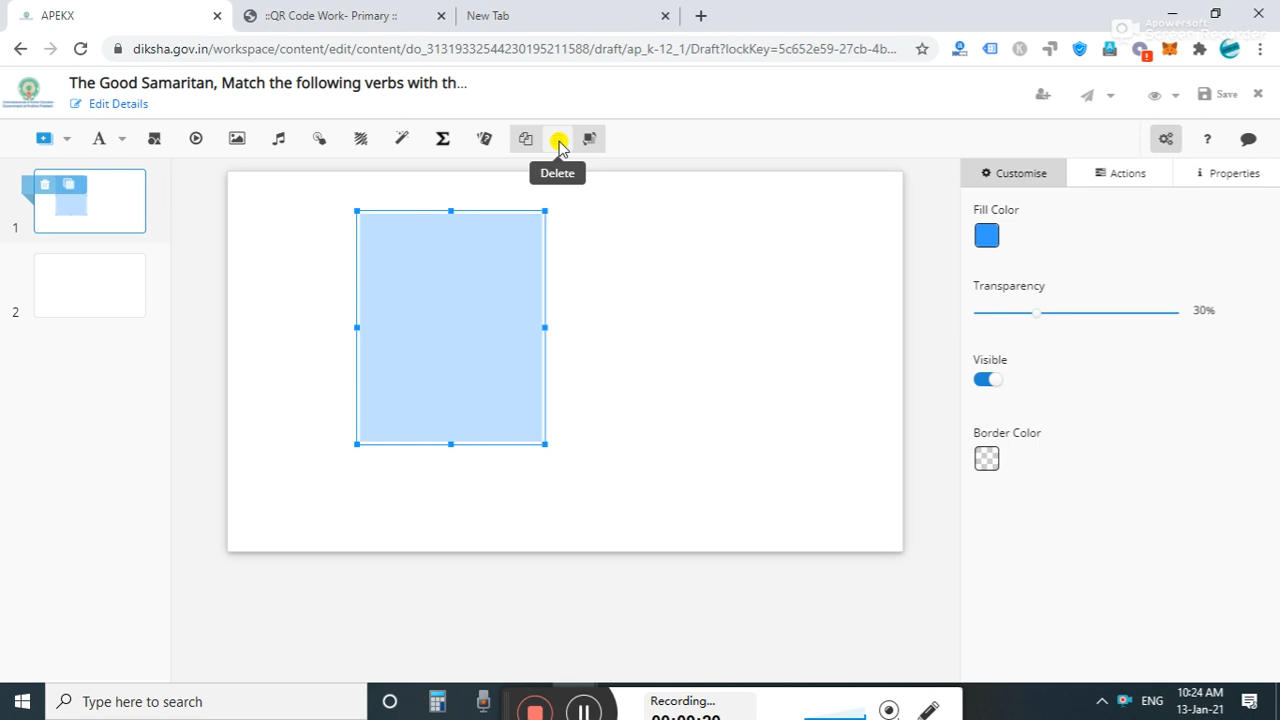 APEKX
::QR Code Work- Primary ::
New Tab
Apowersoft
Screen Recorder
diksha.gov.in/workspace/content/edit/content/do_3131933254423019521158​8/draft/ap_k-12_1/Draft?lockKey=5c652e59-27cb-4b...
The Good Samaritan, Match the following verbs with th...
Edit Details
Save
Delete
Customise
Actions
Properties
1
2
Fill Color
Transparency
30%
Visible
Border Color
Type here to search
Recording...
ENG
10:24 AM
13-Jan-21